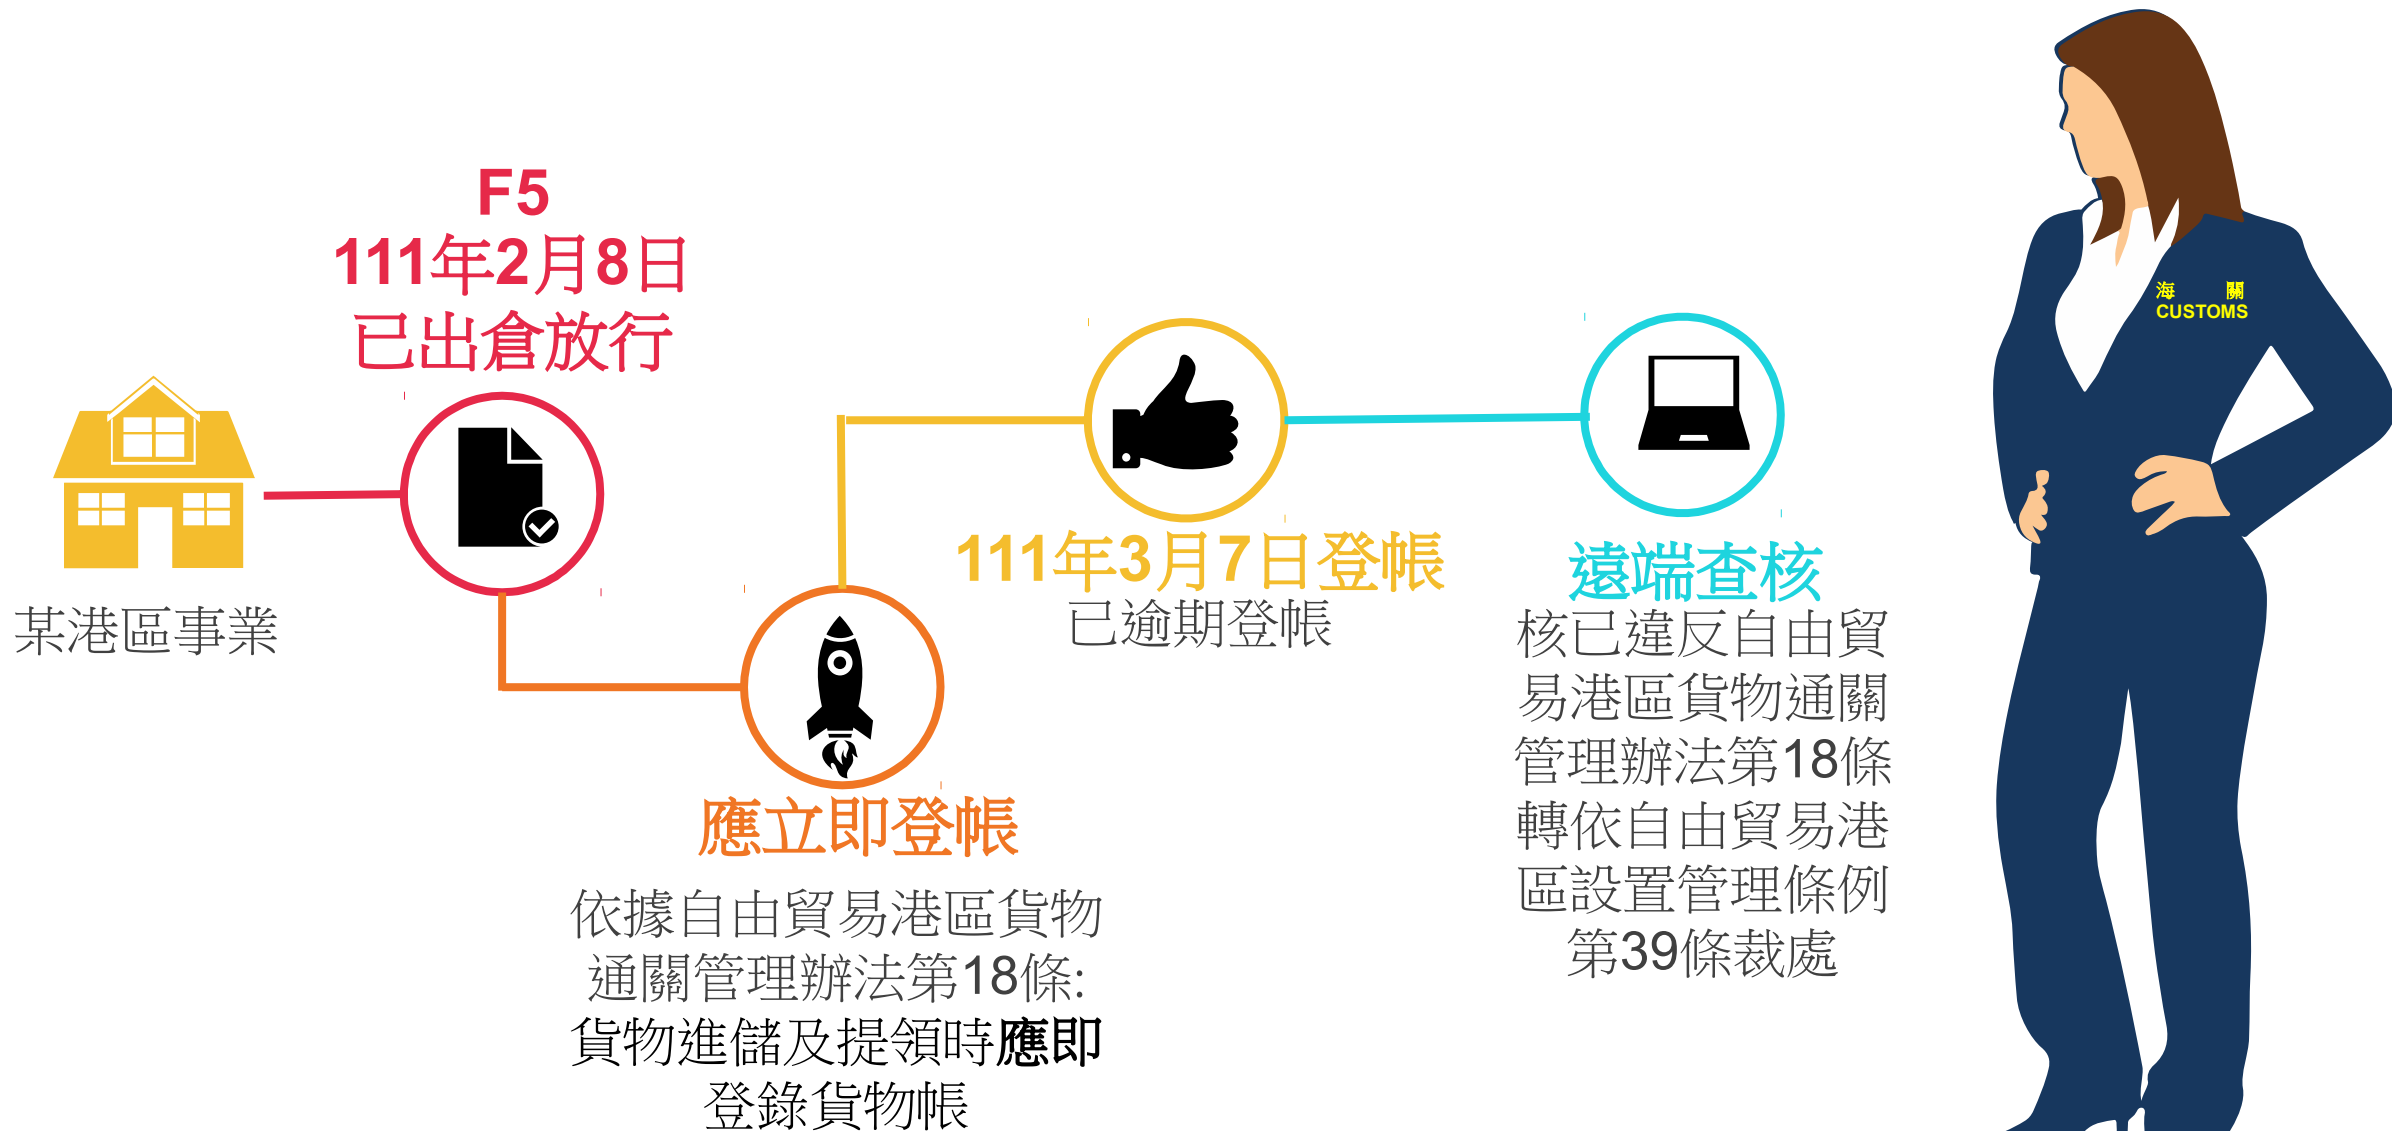 F5
111年2月8日
已出倉放行
某港區事業
應立即登帳
依據自由貿易港區貨物
通關管理辦法第18條:
貨物進儲及提領時應即
登錄貨物帳
111年3月7日登帳
已逾期登帳
遠端查核
核已違反自由貿
易港區貨物通關
管理辦法第18條
轉依自由貿易港
區設置管理條例
第39條裁處
海 關
CUSTOMS